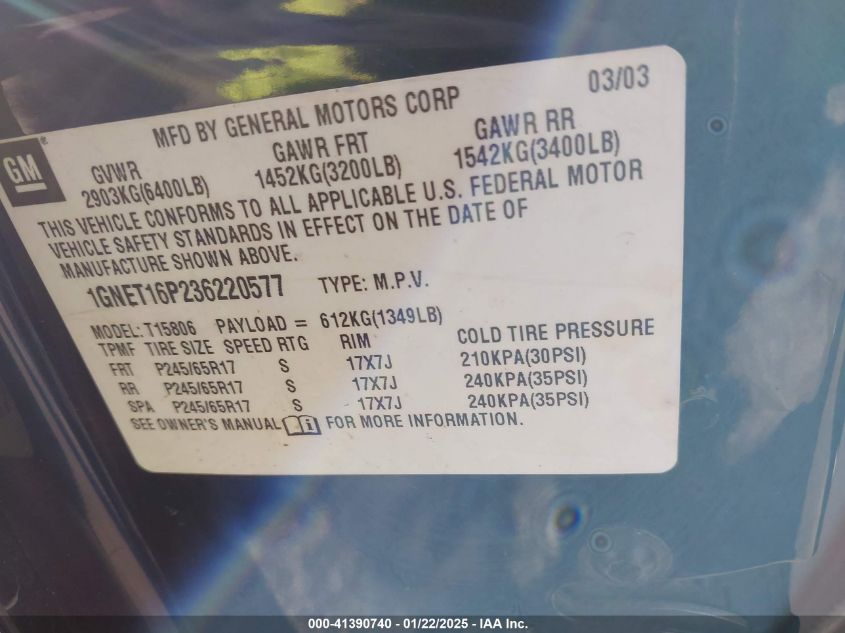 03/03
MFD BY GENERAL MOTORS CORP
GM
GVWR GAWR FRT GAWR RR
2903KG(6400LB) 1452KG(3200LB) 1542KG(3400LB)
THIS VEHICLE CONFORMS TO ALL APPLICABLE U.S. FEDERAL MOTOR
VEHICLE SAFETY STANDARDS IN EFFECT ON THE DATE OF
MANUFACTURE SHOWN ABOVE.
1GNET16P236220577 TYPE: M.P.V.
MODEL: T15806 PAYLOAD = 612KG(1349LB)
TPMF TIRE SIZE SPEED RTG RIM COLD TIRE PRESSURE
FRT P245/65R17 S 17X7J 210KPA(30PSI)
RR P245/65R17 S 17X7J 240KPA(35PSI)
SPA P245/65R17 S 17X7J 240KPA(35PSI)
SEE OWNER'S MANUAL i FOR MORE INFORMATION.
000-41390740 - 01/22/2025 - IAA Inc.